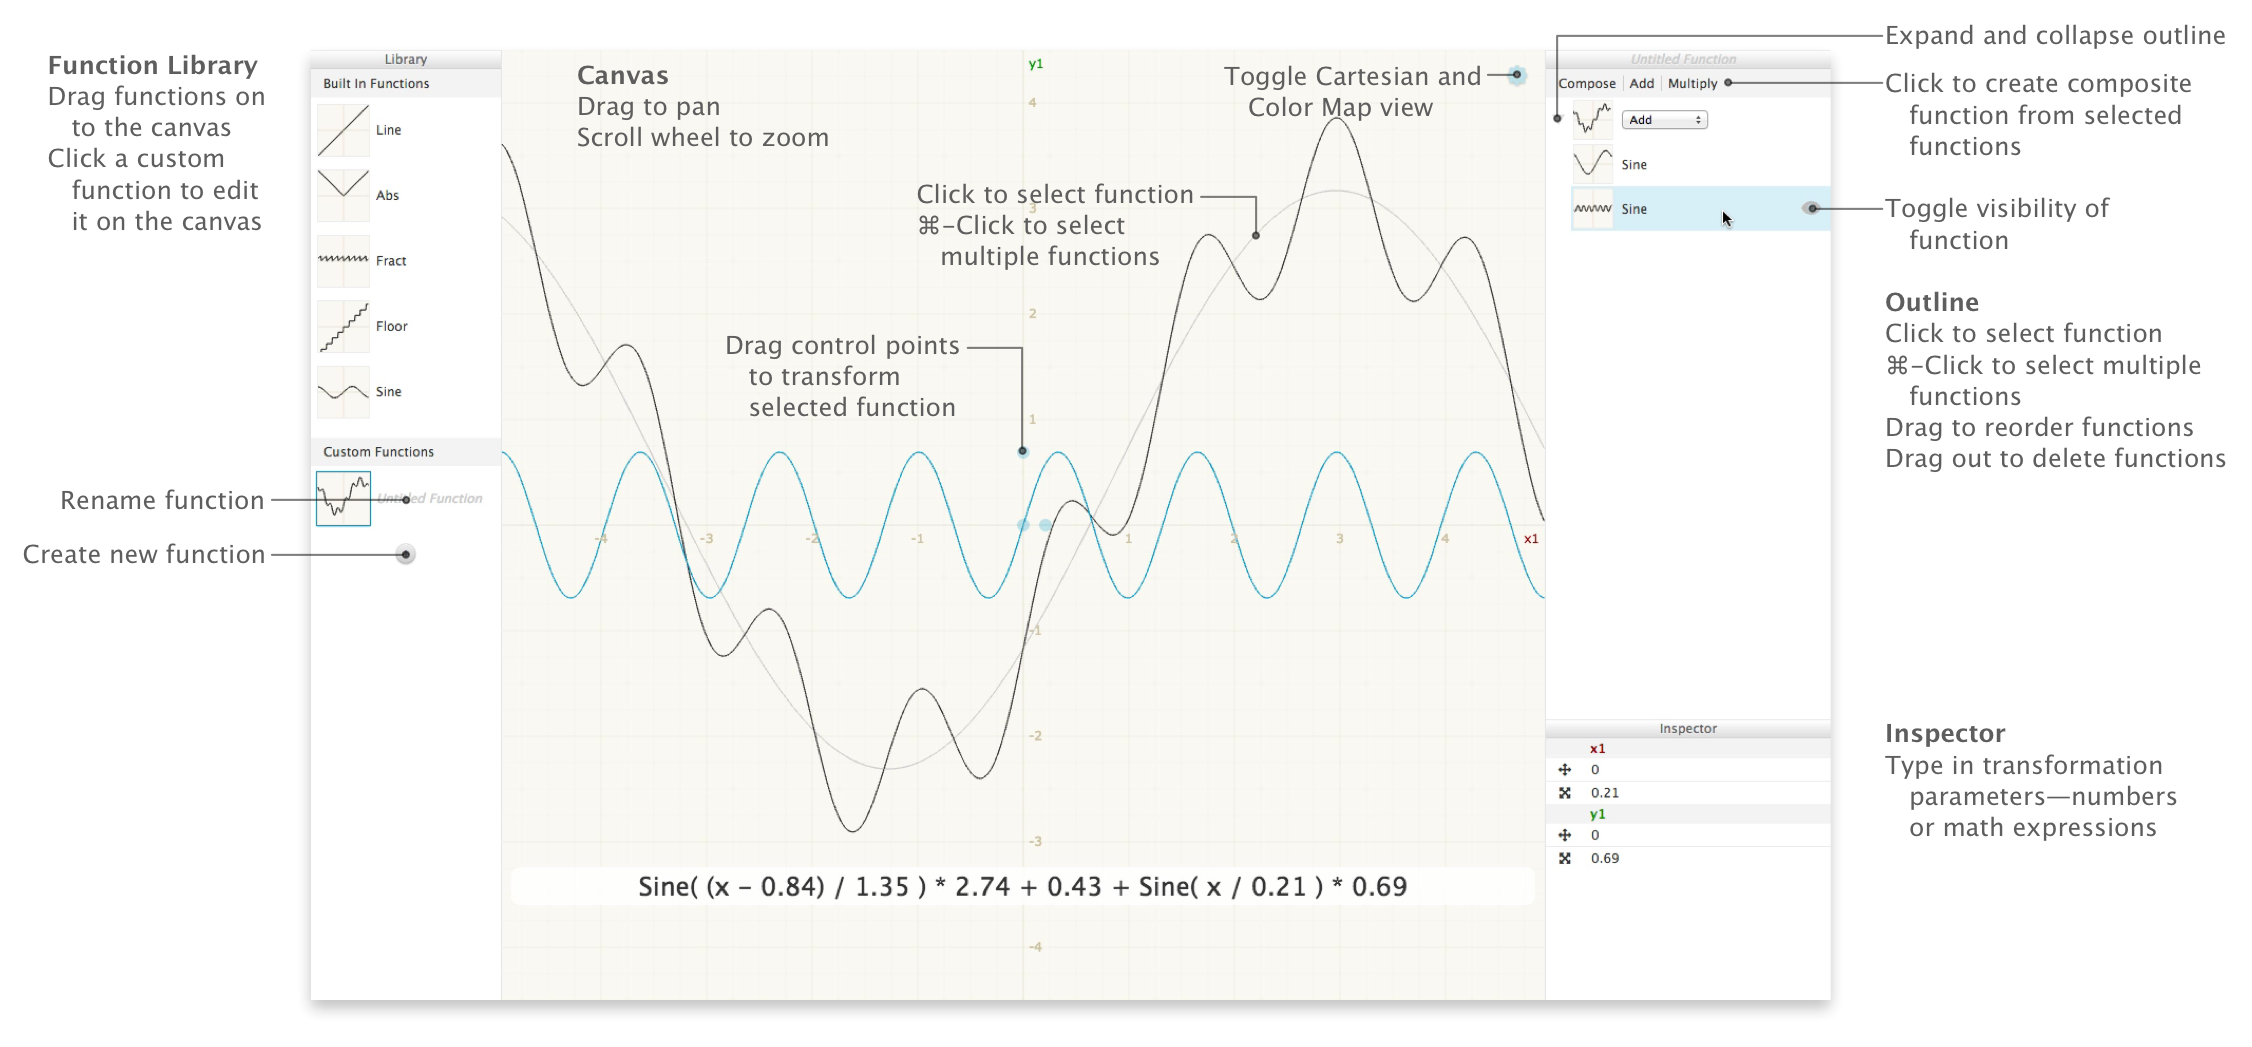 Function Library
Drag functions on
to the canvas
Click a custom
function to edit
it on the canvas
Rename function
Create new function
Library
Built In Functions
Line
Abs
Fract
Floor
Sine
Custom Functions
Untitled Function
Canvas
Drag to pan
Scroll wheel to zoom
Toggle Cartesian and
Color Map view
Click to select function
⌘-Click to select
multiple functions
Drag control points
to transform
selected function
y1
4
3
2
1
-4 -3 -2 -1 1 2 3 4 x1
-1
-2
-3
-4
Sine( (x - 0.84) / 1.35 ) * 2.74 + 0.43 + Sine( x / 0.21 ) * 0.69
Untitled Function
Compose Add Multiply
Add
Sine
Sine
Inspector
x1
0
0.21
y1
0
0.69
Expand and collapse outline
Click to create composite
function from selected
functions
Toggle visibility of
function
Outline
Click to select function
⌘-Click to select multiple
functions
Drag to reorder functions
Drag out to delete functions
Inspector
Type in transformation
parameters—numbers
or math expressions